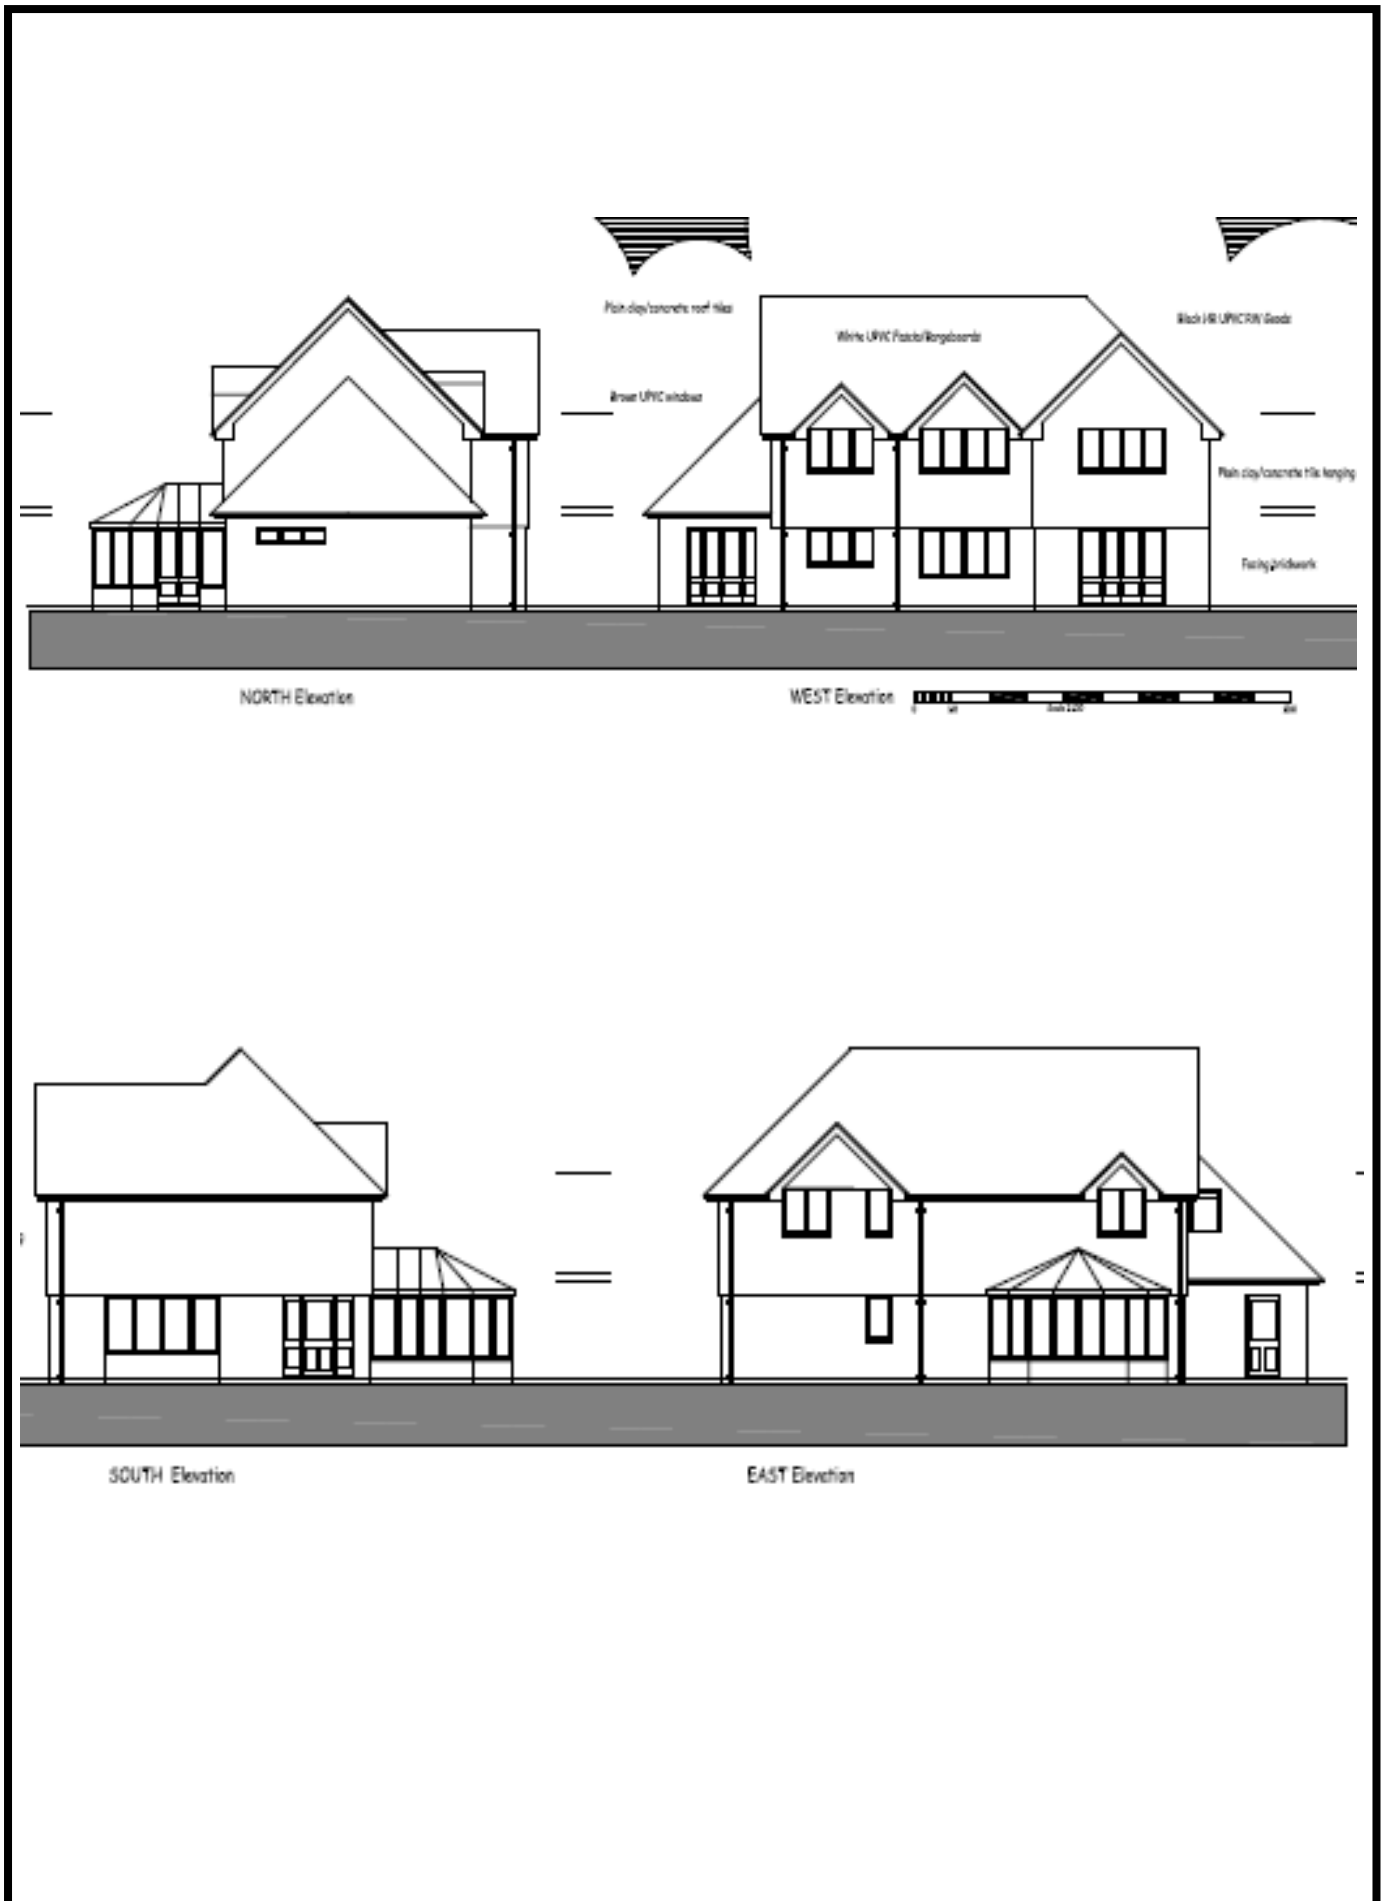 Plain clay/concrete roof tiles
White UPVC Fascia/Bargeboards
Black HR UPVC RW Goods
Brown UPVC windows
Plain clay/concrete tile hanging
Facing brickwork
NORTH Elevation
WEST Elevation
0
SOUTH Elevation
EAST Elevation